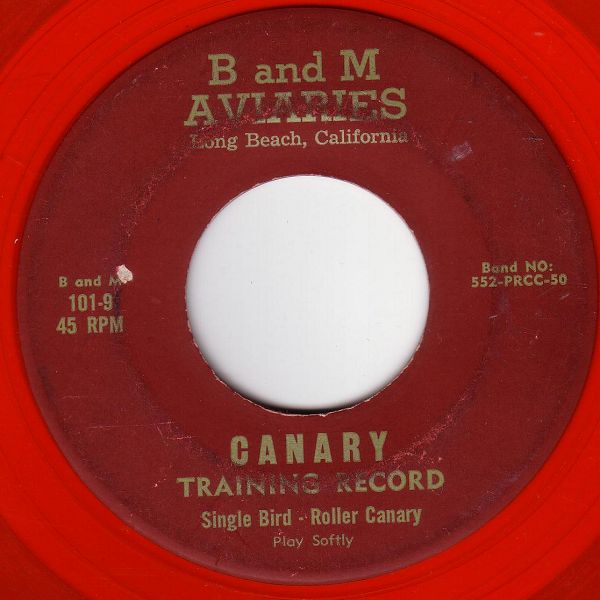 B and M
AVIARIES
Long Beach, California
B and M
101-9
45 RPM
Band NO:
552-PRCC-50
CANARY
TRAINING RECORD
Single Bird - Roller Canary
Play Softly